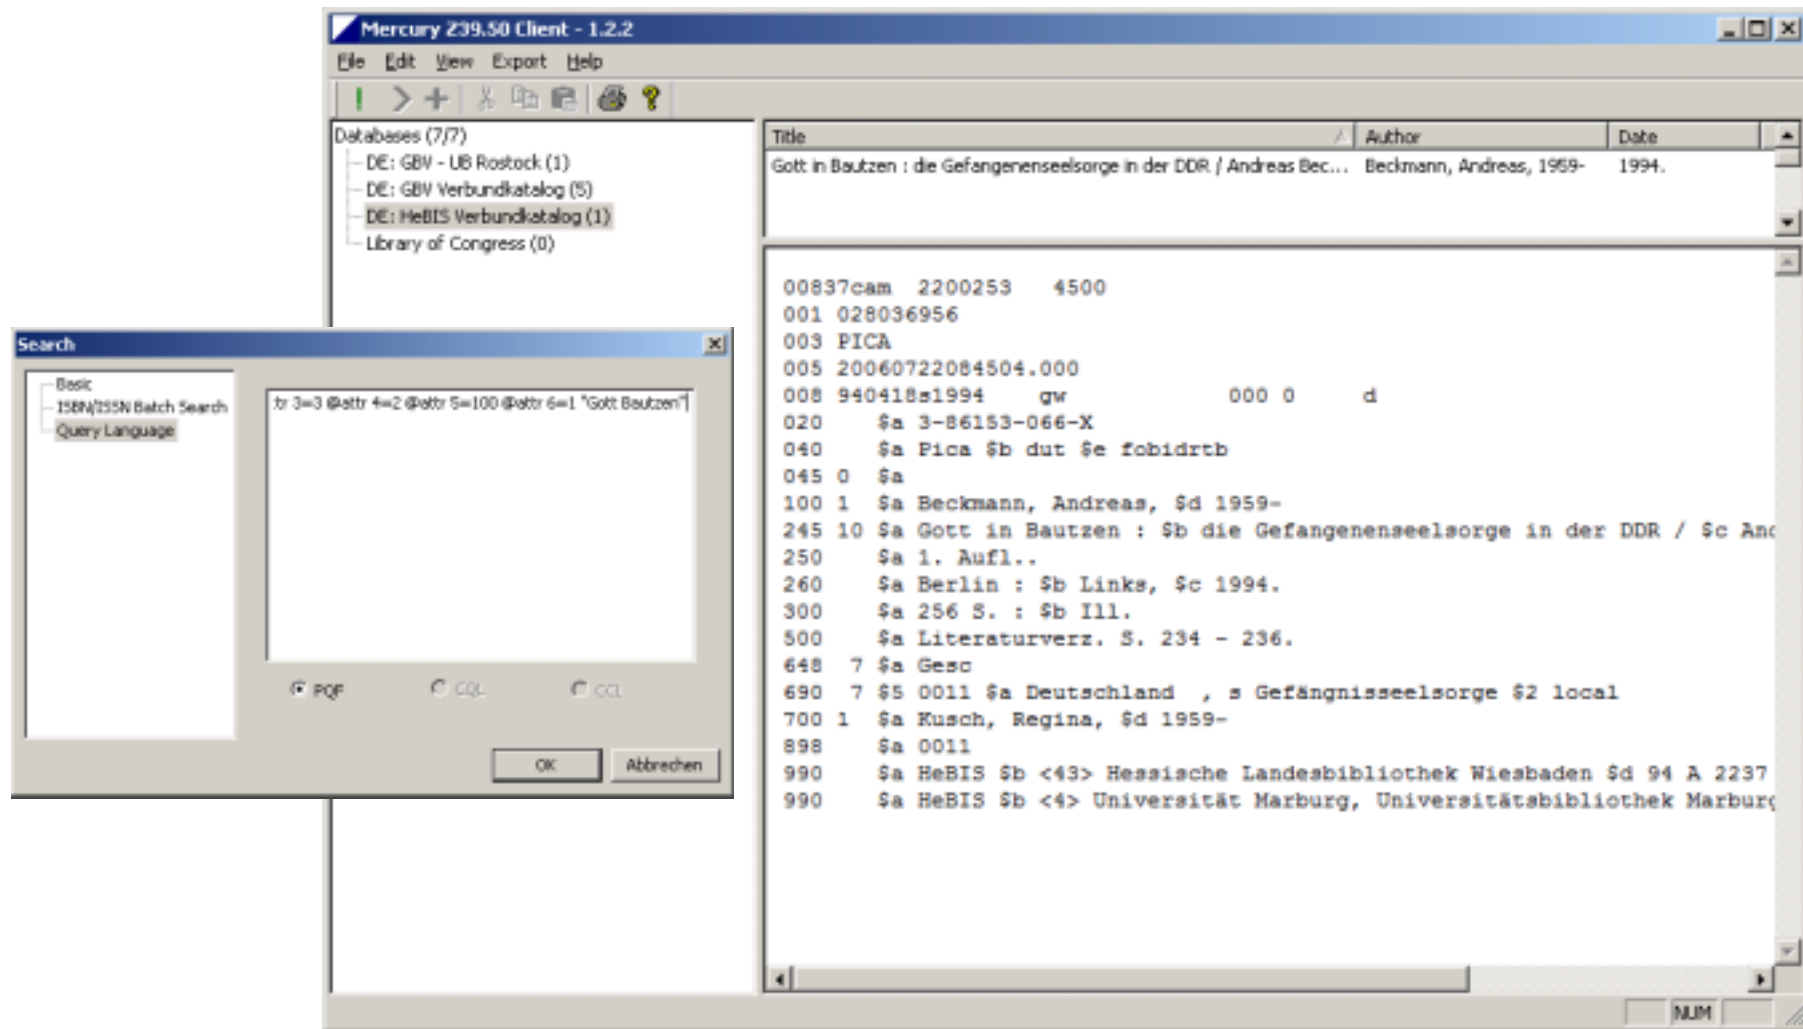 Mercury Z39.50 Client - 1.2.2
File Edit View Export Help
Databases (7/7)
DE: GBV - UB Rostock (1)
DE: GBV Verbundkatalog (5)
DE: HeBIS Verbundkatalog (1)
Library of Congress (0)
Title Author Date
Gott in Bautzen : die Gefangenenseelsorge in der DDR / Andreas Bec... Beckmann, Andreas, 1959- 1994.
00837cam 2200253 4500
001 028036956
003 PICA
005 20060722084504.000
008 940418s1994 gw 000 0 d
020 $a 3-86153-066-X
040 $a Pica $b dut $e fobidrtb
045 0 $a
100 1 $a Beckmann, Andreas, $d 1959-
245 10 $a Gott in Bautzen : $b die Gefangenenseelsorge in der DDR / $c And
250 $a 1. Aufl..
260 $a Berlin : $b Links, $c 1994.
300 $a 256 S. : $b Ill.
500 $a Literaturverz. S. 234 - 236.
648 7 $a Gesc
690 7 $5 0011 $a Deutschland , s Gefängnisseelsorge $2 local
700 1 $a Kusch, Regina, $d 1959-
898 $a 0011
990 $a HeBIS $b <43> Hessische Landesbibliothek Wiesbaden $d 94 A 2237
990 $a HeBIS $b <4> Universität Marburg, Universitätsbibliothek Marburg
NUM
Search
Basic
ISBN/ISSN Batch Search
Query Language
tr 3=3 @attr 4=2 @attr 5=100 @attr 6=1 "Gott Bautzen"
PQF CQL CCL
OK Abbrechen